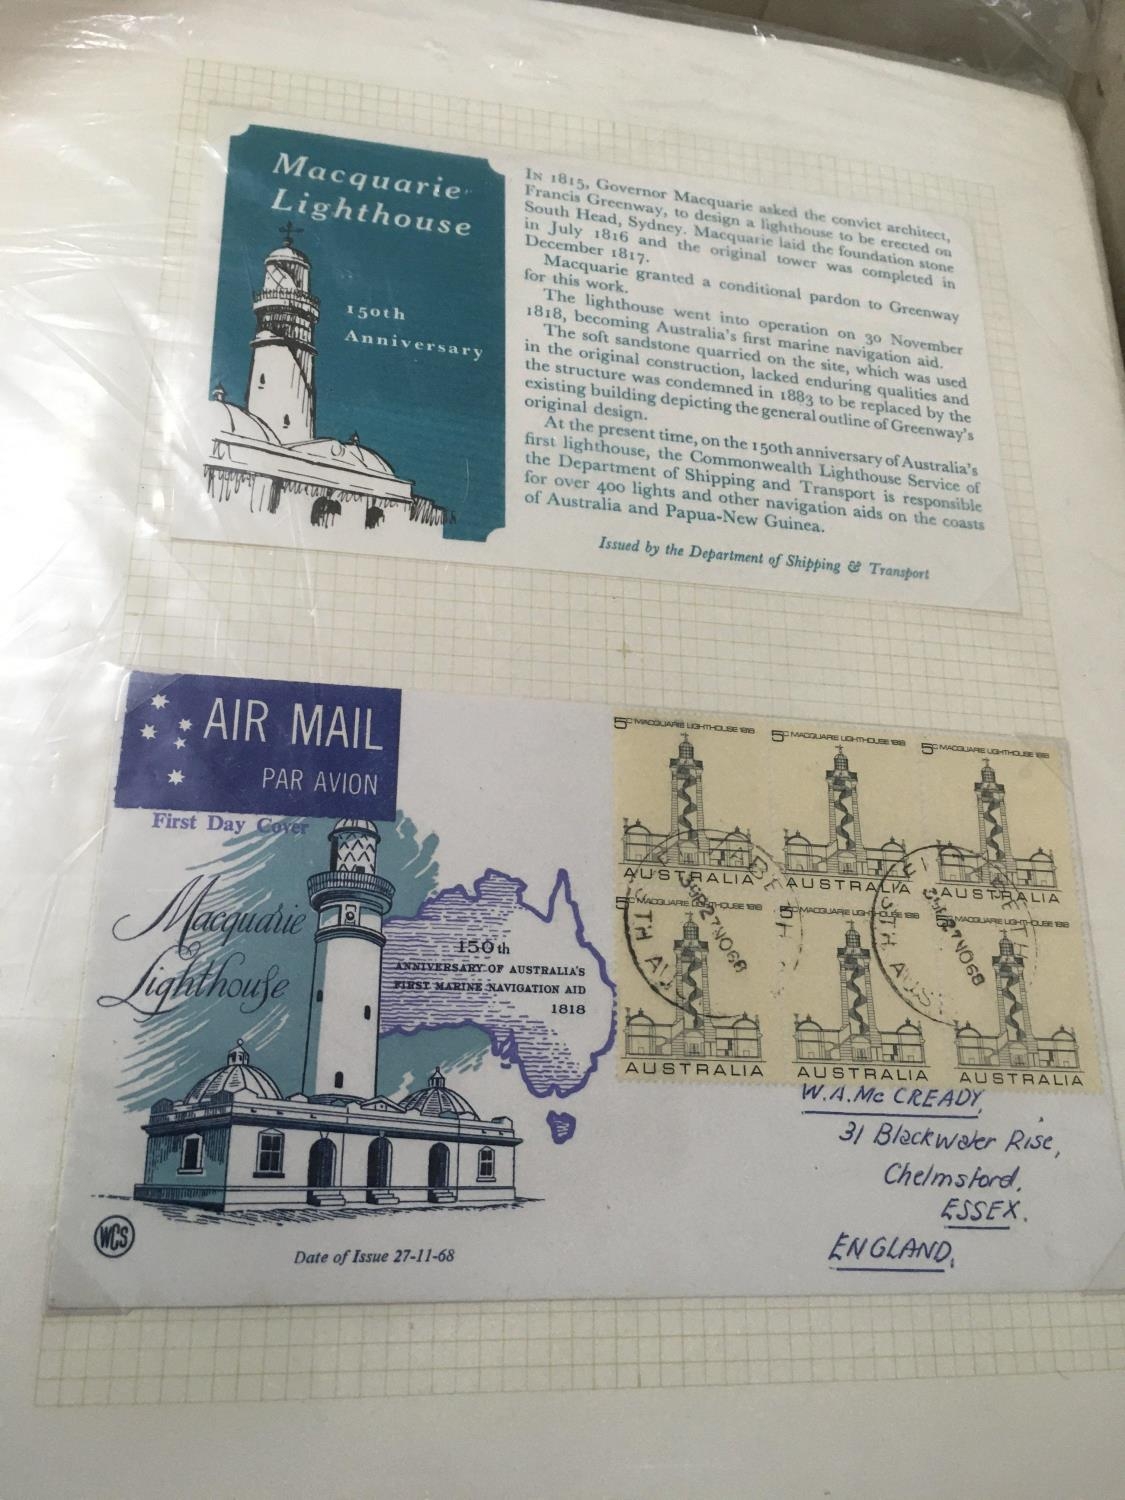 Macquarie
Lighthouse
150th
Anniversary
In 1815, Governor Macquarie asked the convict architect,
Francis Greenway, to design a lighthouse to be erected on
South Head, Sydney. Macquarie laid the foundation stone
in July 1816 and the original tower was completed in
December 1817.
Macquarie granted a conditional pardon to Greenway
for this work.
The lighthouse went into operation on 30 November
1818, becoming Australia's first marine navigation aid.
The soft sandstone quarried on the site, which was used
in the original construction, lacked enduring qualities and
the structure was condemned in 1883 to be replaced by the
existing building depicting the general outline of Greenway's
original design.
At the present time, on the 150th anniversary of Australia's
first lighthouse, the Commonwealth Lighthouse Service of
the Department of Shipping and Transport is responsible
for over 400 lights and other navigation aids on the coasts
of Australia and Papua-New Guinea.
Issued by the Department of Shipping & Transport
AIR MAIL
PAR AVION
First Day Cover
Macquarie
Lighthouse
150th
ANNIVERSARY OF AUSTRALIA'S
FIRST MARINE NAVIGATION AID
1818
WCS
Date of Issue 27-11-68
5c MACQUARIE LIGHTHOUSE 1818
AUSTRALIA
5c MACQUARIE LIGHTHOUSE 1818
AUSTRALIA
5c MACQUARIE LIGHTHOUSE 1818
AUSTRALIA
5c MACQUARIE LIGHTHOUSE 1818
AUSTRALIA
5c MACQUARIE LIGHTHOUSE 1818
AUSTRALIA
5c MACQUARIE LIGHTHOUSE 1818
AUSTRALIA
27 NO 68
27 NO 68
W.A. Mc CREADY,
31 Blackwater Rise,
Chelmsford,
ESSEX.
ENGLAND.